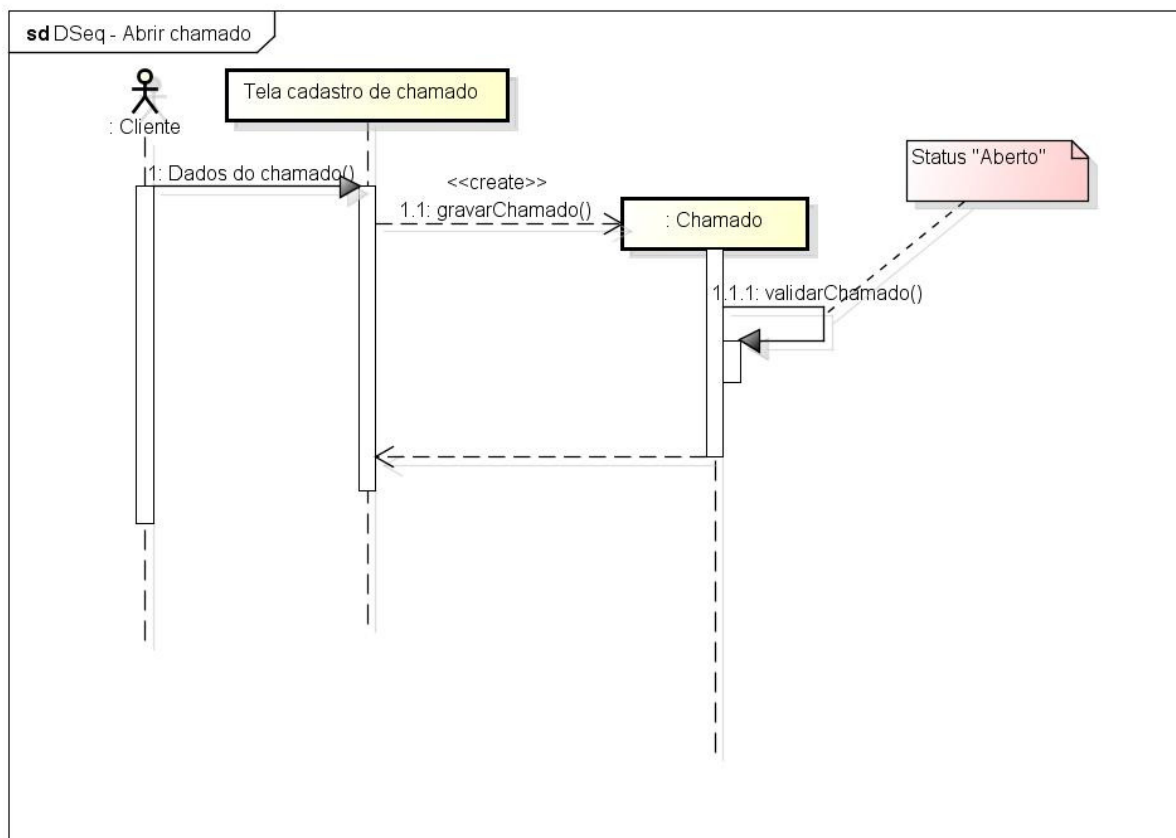 sd DSeq - Abrir chamado
Tela cadastro de chamado
: Cliente
Status "Aberto"
1: Dados do chamado()
<<create>>
1.1: gravarChamado()
: Chamado
1.1.1: validarChamado()